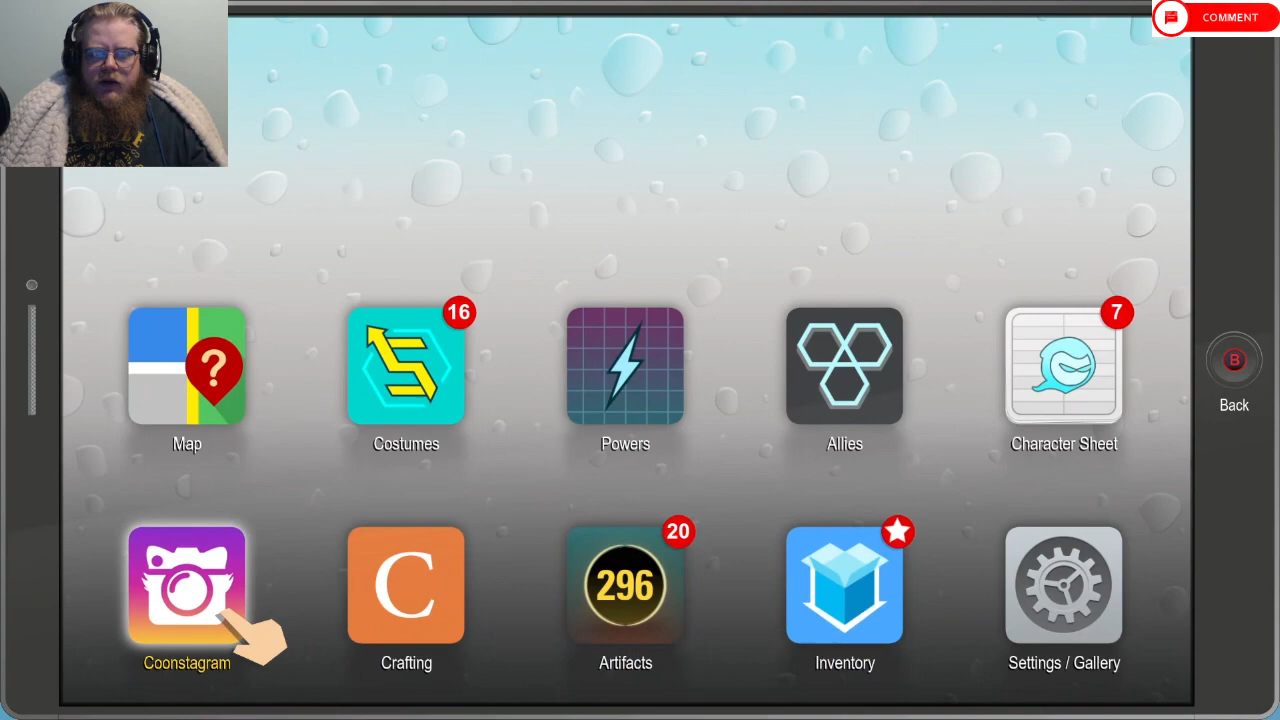 COMMENT
16
7
?
Map
Costumes
Powers
Allies
Character Sheet
B
Back
20
C
296
Coonstagram
Crafting
Artifacts
Inventory
Settings / Gallery